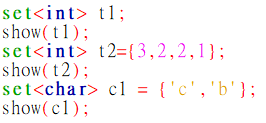 set<int> t1;
show(t1);
set<int> t2={3,2,2,1};
show(t2);
set<char> c1 = {'c','b'};
show(c1);